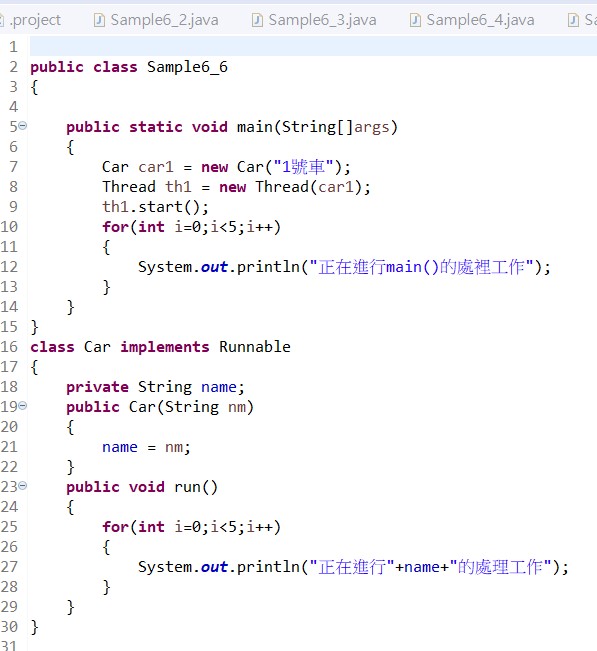 .project Sample6_2.java Sample6_3.java Sample6_4.java
1
2 public class Sample6_6
3 {
4
5 public static void main(String[]args)
6 {
7 Car car1 = new Car("1號車");
8 Thread th1 = new Thread(car1);
9 th1.start();
10 for(int i=0;i<5;i++)
11 {
12 System.out.println("正在進行main()的處裡工作");
13 }
14 }
15 }
16 class Car implements Runnable
17 {
18 private String name;
19 public Car(String nm)
20 {
21 name = nm;
22 }
23 public void run()
24 {
25 for(int i=0;i<5;i++)
26 {
27 System.out.println("正在進行"+name+"的處理工作");
28 }
29 }
30 }
31